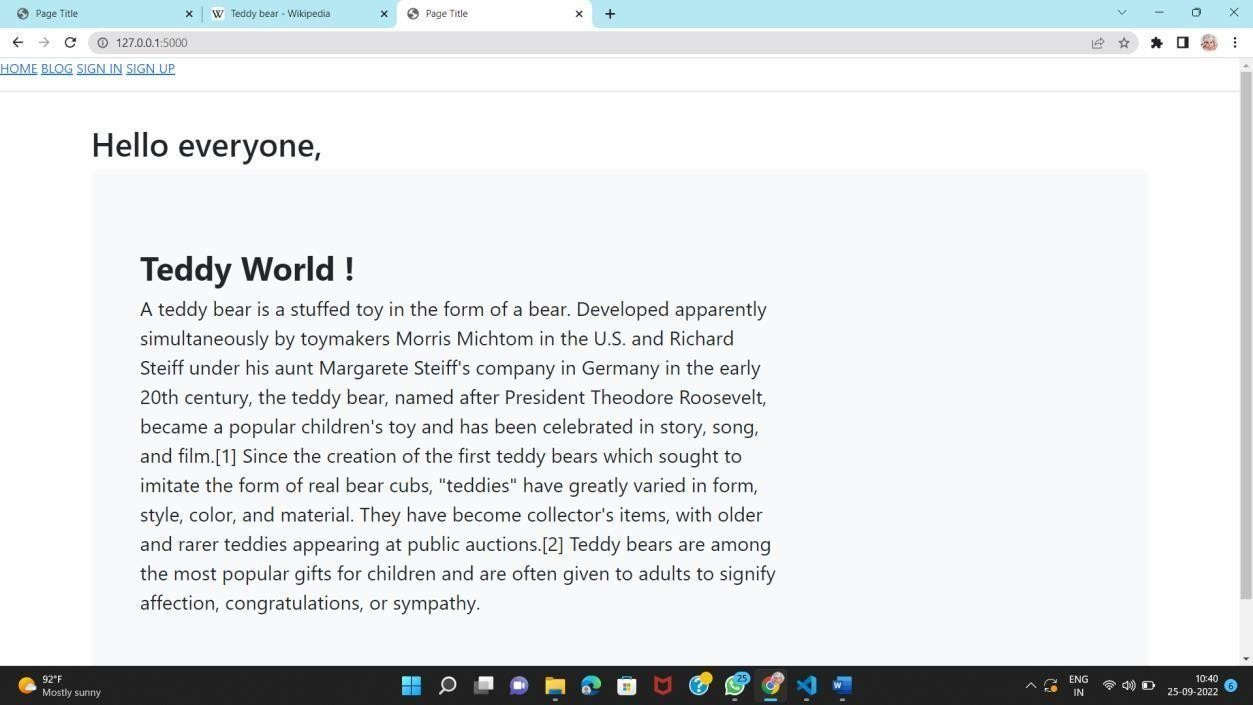 Page Title
Teddy bear - Wikipedia
Page Title
127.0.0.1:5000
HOME BLOG SIGN IN SIGN UP
Hello everyone,
Teddy World !
A teddy bear is a stuffed toy in the form of a bear. Developed apparently
simultaneously by toymakers Morris Michtom in the U.S. and Richard
Steiff under his aunt Margarete Steiff's company in Germany in the early
20th century, the teddy bear, named after President Theodore Roosevelt,
became a popular children's toy and has been celebrated in story, song,
and film.[1] Since the creation of the first teddy bears which sought to
imitate the form of real bear cubs, "teddies" have greatly varied in form,
style, color, and material. They have become collector's items, with older
and rarer teddies appearing at public auctions.[2] Teddy bears are among
the most popular gifts for children and are often given to adults to signify
affection, congratulations, or sympathy.
92°F
Mostly sunny
25
ENG
IN
10:40
25-09-2022
6